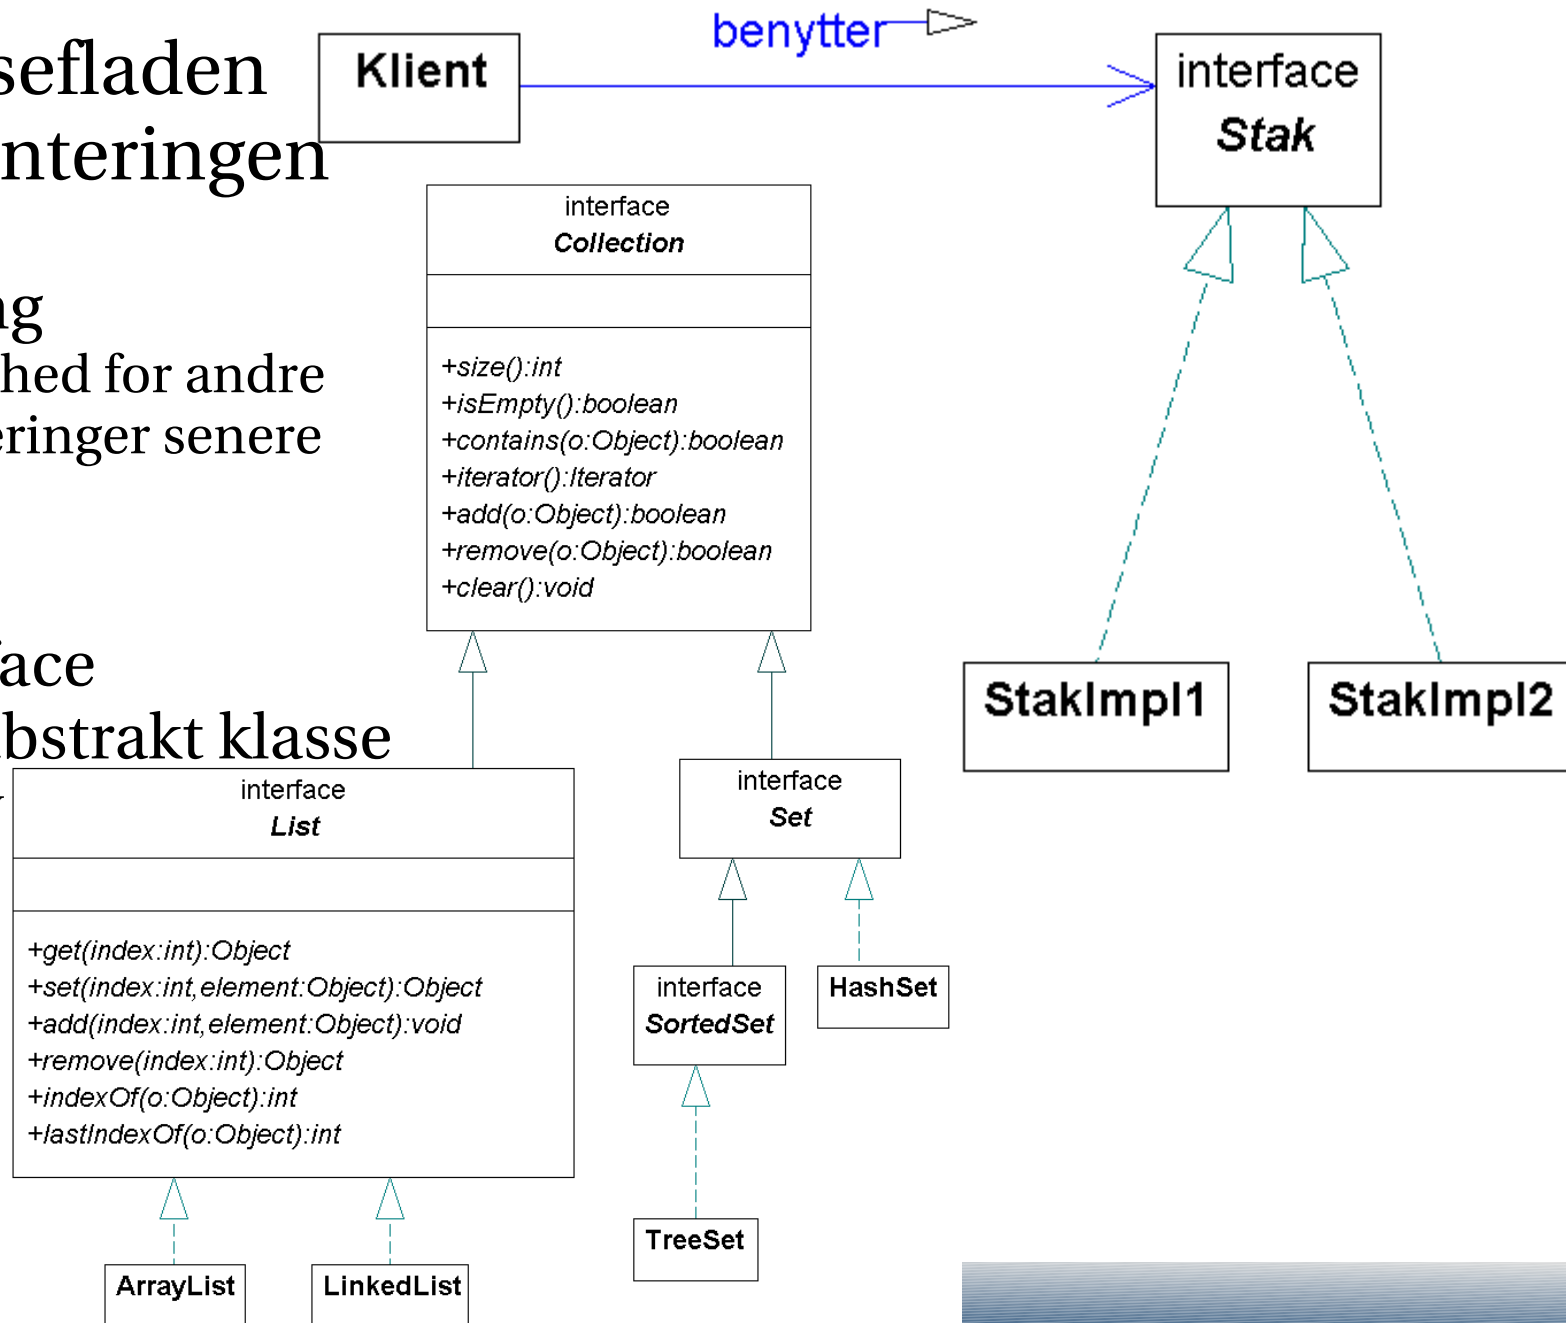 sefladen
nteringen
ng
hed for andre
eringer senere
face
abstrakt klasse
benytter
Klient
interface
Stak
StakImpl1
StakImpl2
interface
Collection
+size():int
+isEmpty():boolean
+contains(o:Object):boolean
+iterator():Iterator
+add(o:Object):boolean
+remove(o:Object):boolean
+clear():void
interface
List
+get(index:int):Object
+set(index:int,element:Object):Object
+add(index:int,element:Object):void
+remove(index:int):Object
+indexOf(o:Object):int
+lastIndexOf(o:Object):int
ArrayList
LinkedList
interface
Set
interface
SortedSet
HashSet
TreeSet